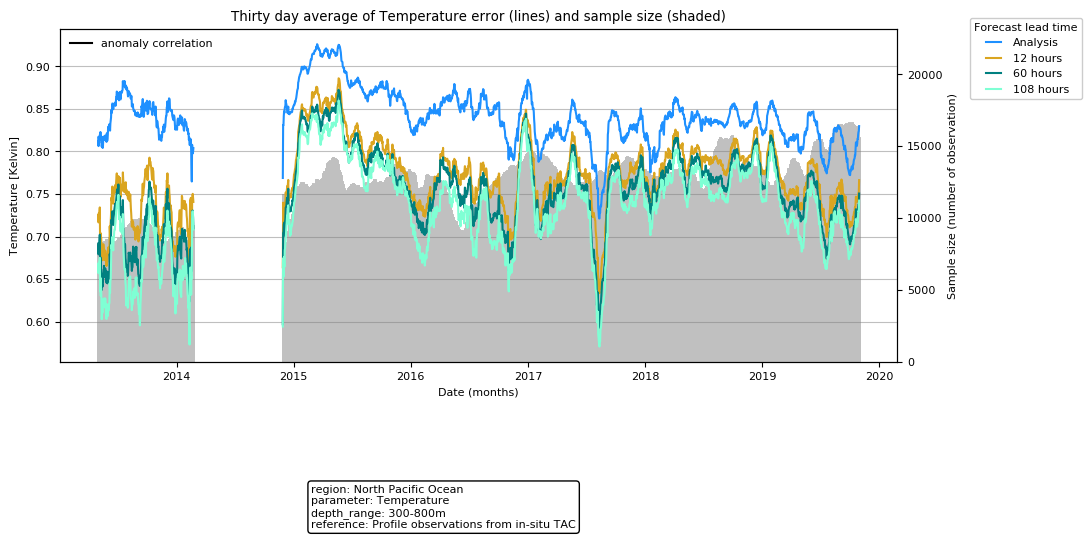 Thirty day average of Temperature error (lines) and sample size (shaded)
Forecast lead time
Analysis
12 hours
60 hours
108 hours
anomaly correlation
Temperature [Kelvin]
0.90
0.85
0.80
0.75
0.70
0.65
0.60
20000
15000
10000
5000
0
Sample size (number of observation)
2014
2015
2016
2017
2018
2019
2020
Date (months)
region: North Pacific Ocean
parameter: Temperature
depth_range: 300-800m
reference: Profile observations from in-situ TAC